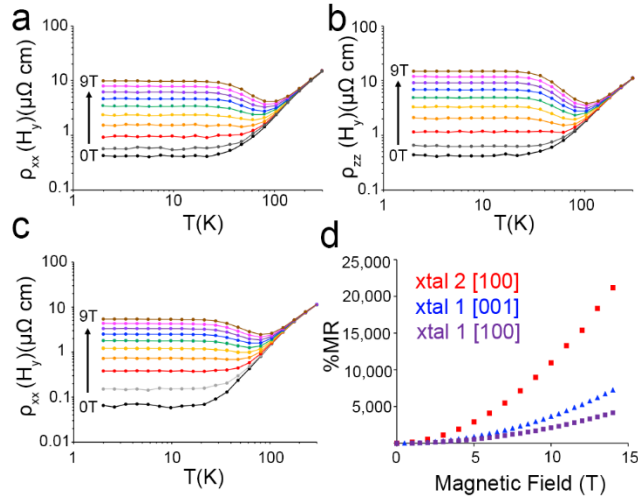 a
ρxx (Hy)(μΩ cm)
100
10
1
0.1
9T
0T
1
10
100
T(K)
b
ρzz (Hy)(μΩ cm)
100
10
1
0.1
9T
0T
1
10
100
T(K)
c
ρxx (Hy)(μΩ cm)
100
10
1
0.1
0.01
9T
0T
1
10
100
T(K)
d
%MR
25,000
20,000
15,000
10,000
5,000
xtal 2 [100]
xtal 1 [001]
xtal 1 [100]
0
5
10
15
Magnetic Field (T)